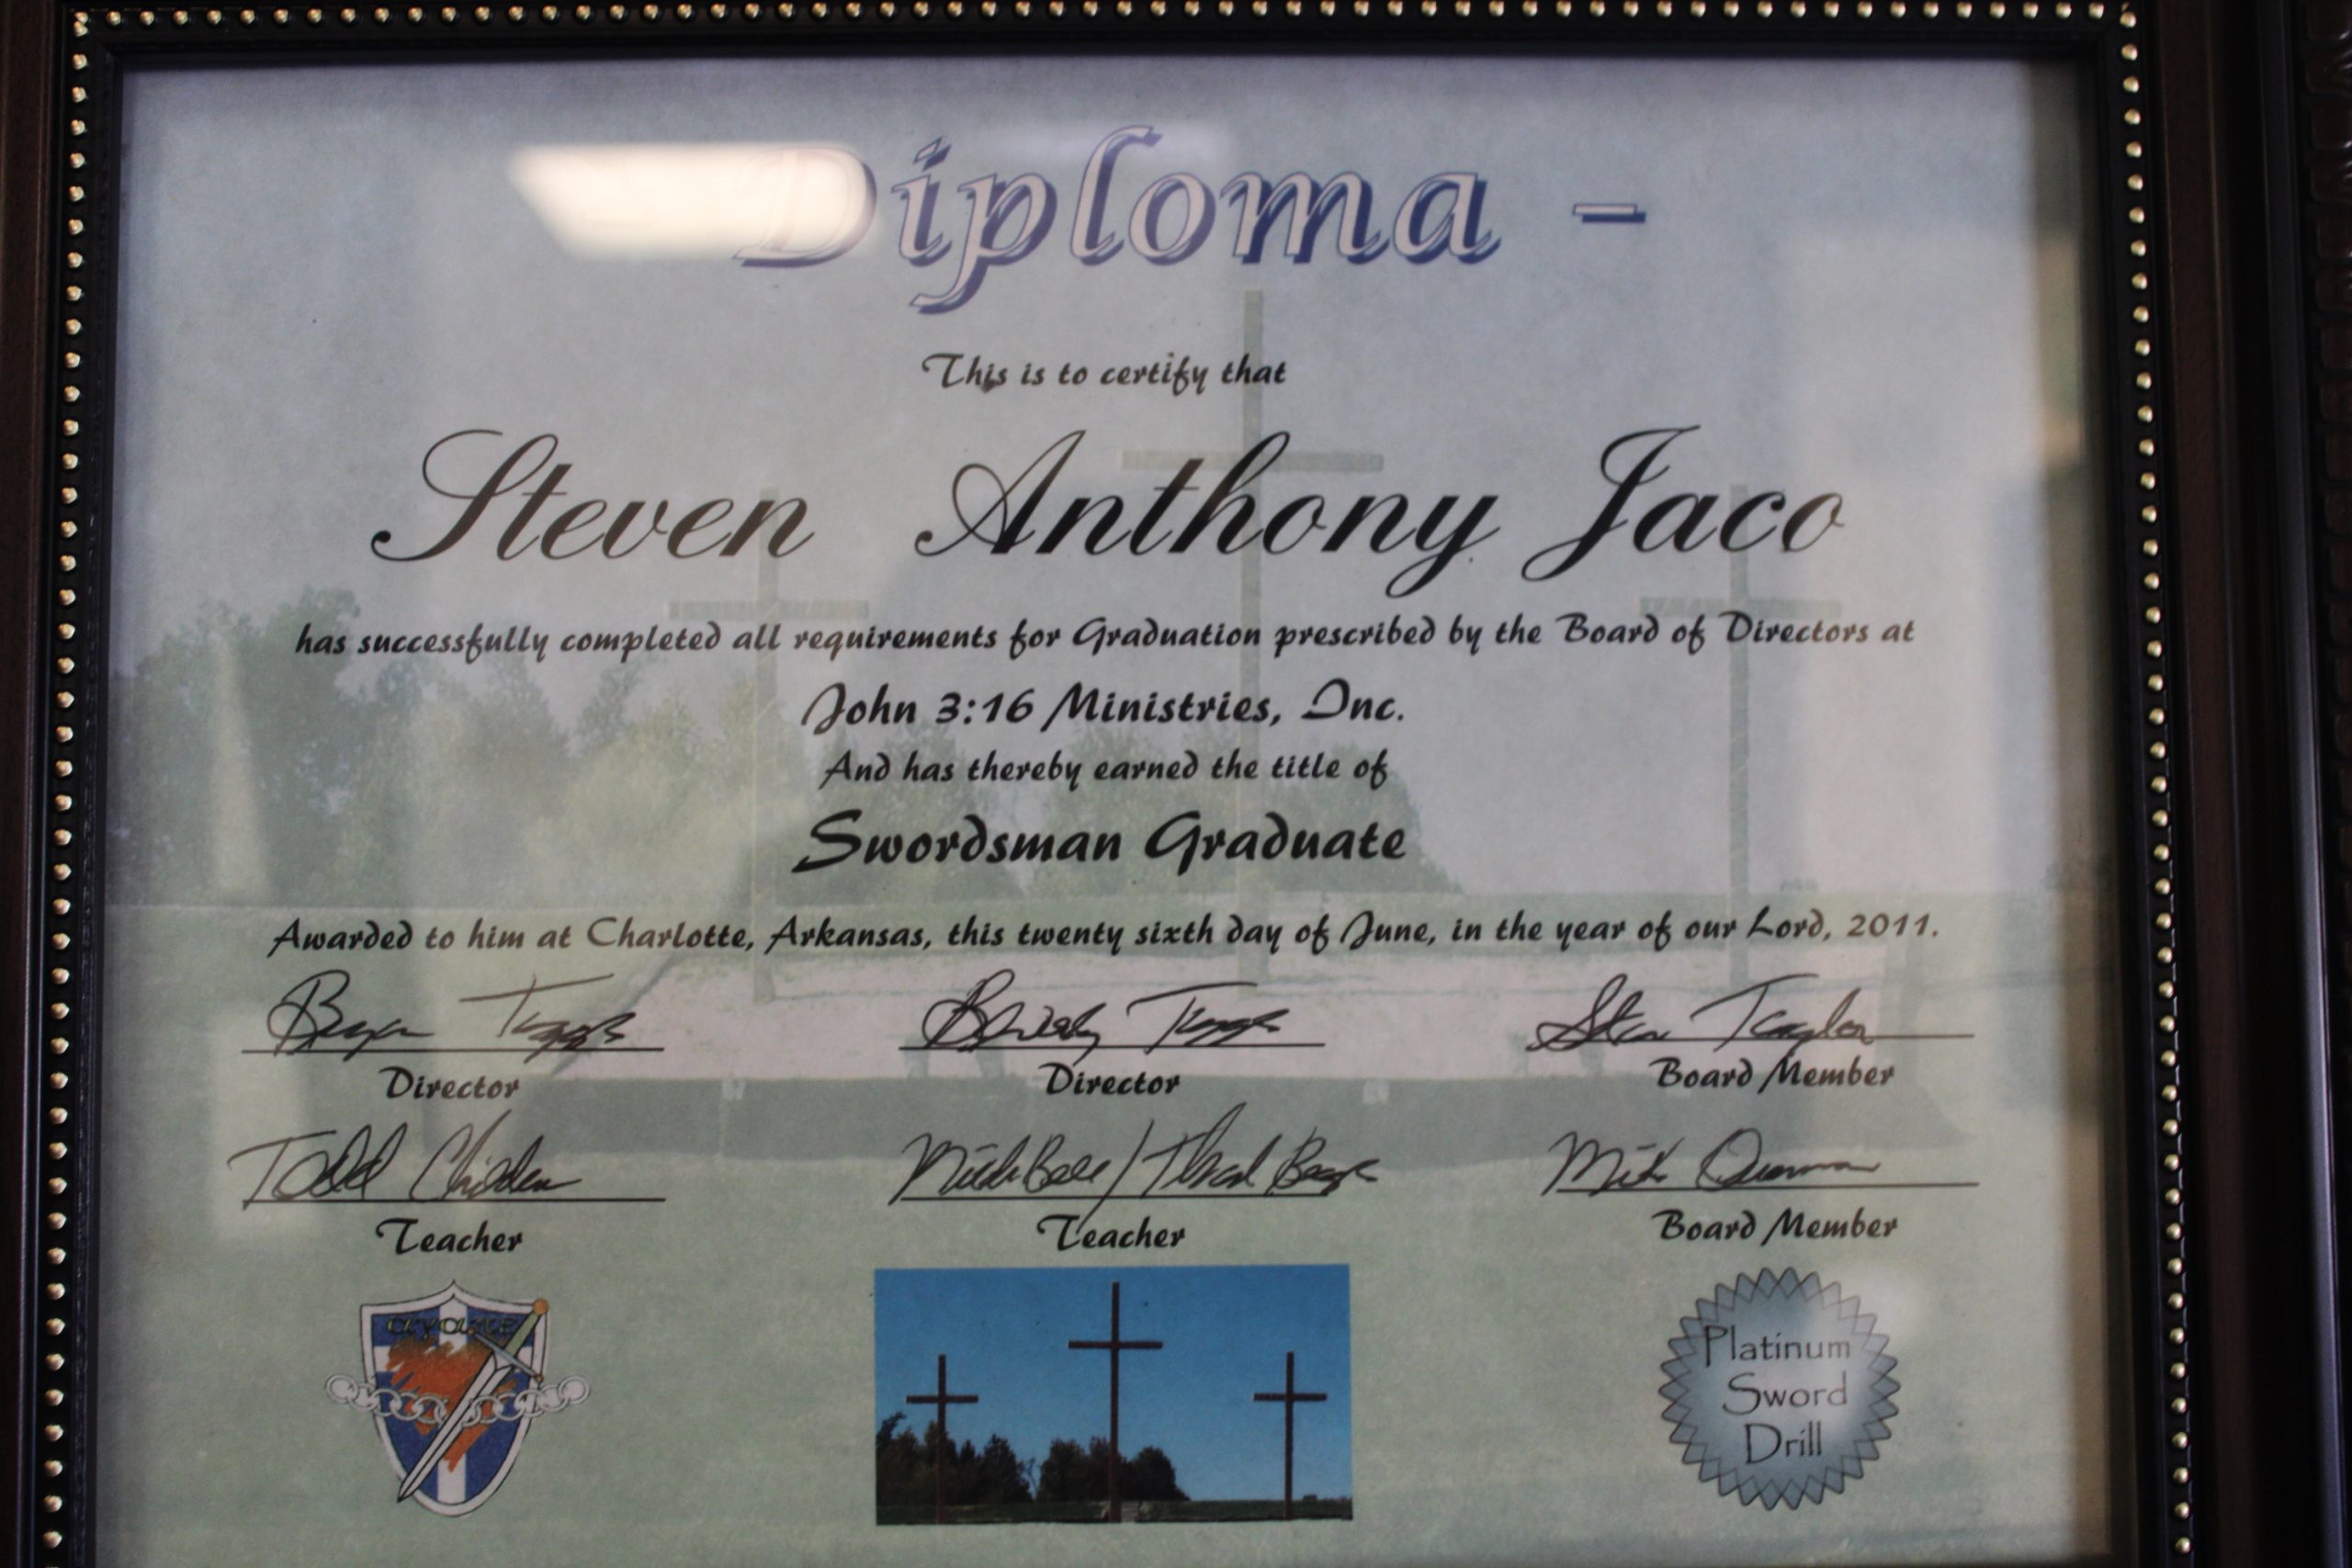 Diploma -
This is to certify that
Steven Anthony Jaco
has successfully completed all requirements for Graduation prescribed by the Board of Directors at
John 3:16 Ministries, Inc.
And has thereby earned the title of
Swordsman Graduate
Awarded to him at Charlotte, Arkansas, this twenty sixth day of June, in the year of our Lord, 2011.
Director Director Board Member
Todd
Teacher Teacher Board Member
Platinum
Sword
Drill